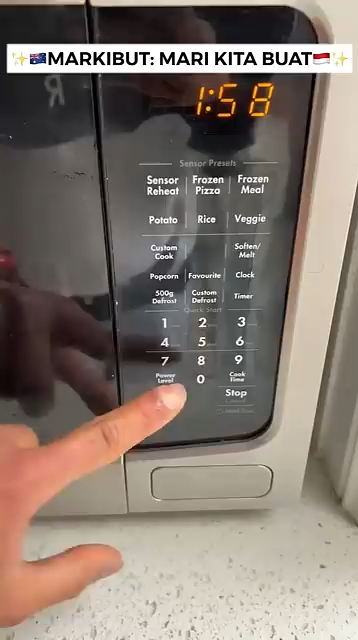 ✨🇦🇺MARKIBUT: MARI KITA BUAT🇮🇩✨
1:58
Sensor Presets
Sensor Reheat
Frozen Pizza
Frozen Meal
Potato
Rice
Veggie
Custom Cook
Soften/ Melt
Popcorn
Favourite
Clock
500g Defrost
Custom Defrost
Timer
Quick Start
1
2
3
4
5
6
7
8
9
Power Level
0
Cook Time
Stop